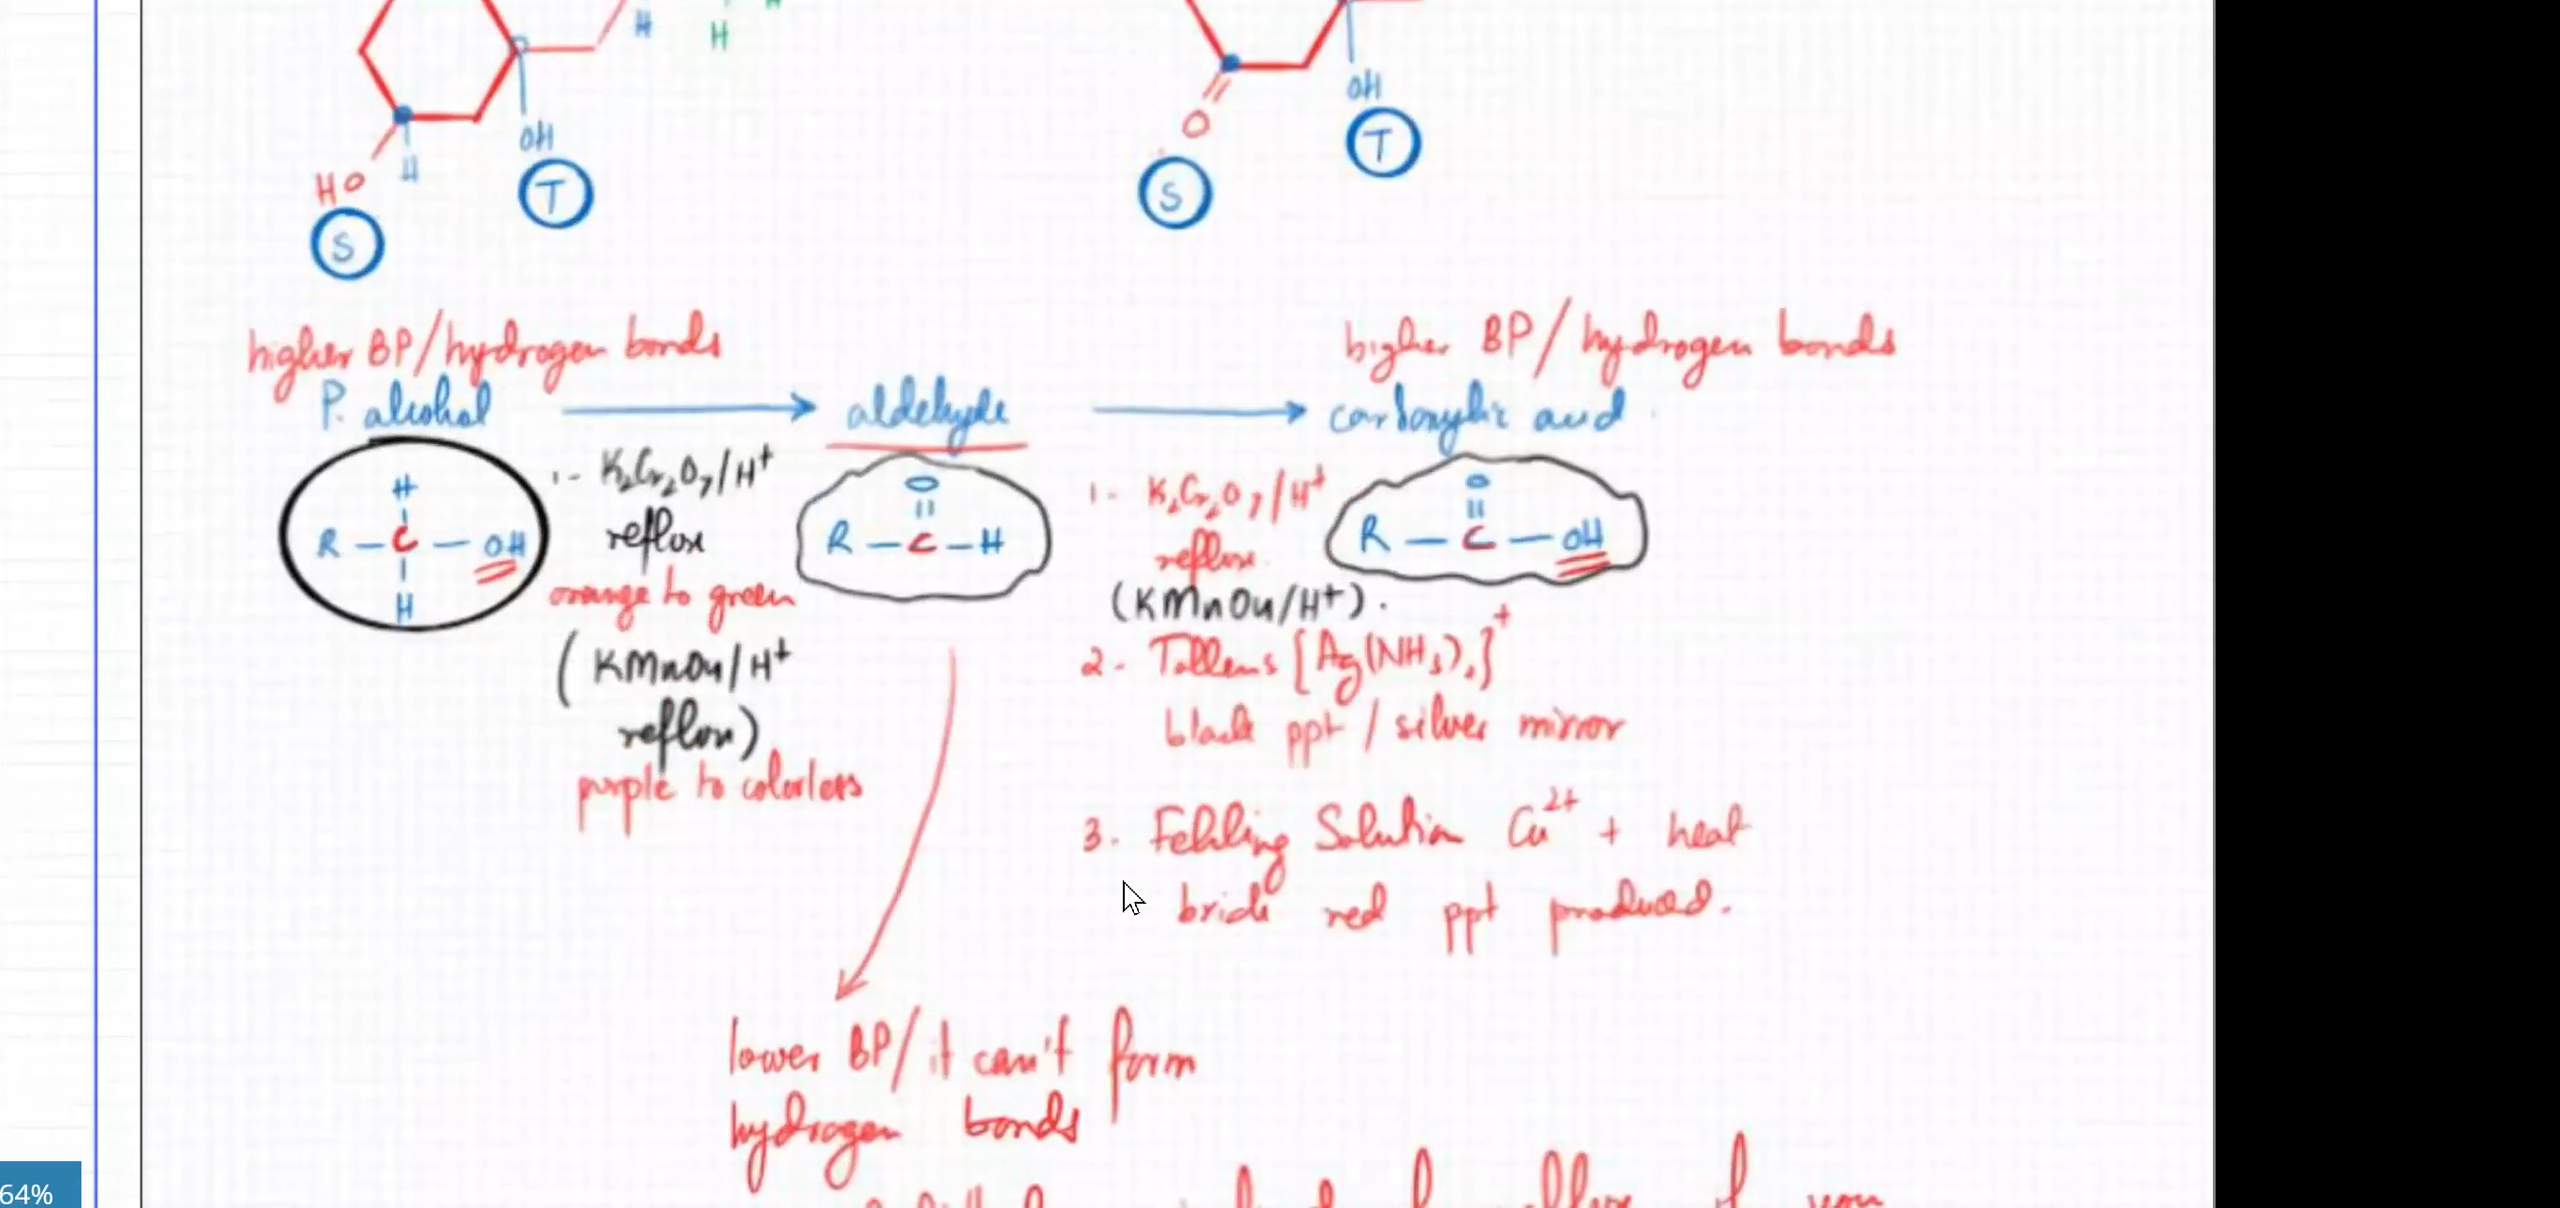 H
H
OH
HO
H
T
S
OH
O
T
S
higher BP/hydrogen bonds
higher BP/hydrogen bonds
P. alcohol
aldehyde
carboxylic acid
1- K2Cr2O7/H+
reflux
orange to green
(KMnO4/H+
reflux)
purple to colorless
H
R - C - OH
H
O
R - C - H
1- K2Cr2O7/H+
reflux.
(KMnO4/H+).
O
R - C - OH
2- Tollens [Ag(NH3)2]+
black ppt / silver mirror
3- Fehling Solution Cu2+ + heat
brick red ppt produced.
lower BP/it can't form
hydrogen bonds
you
64%